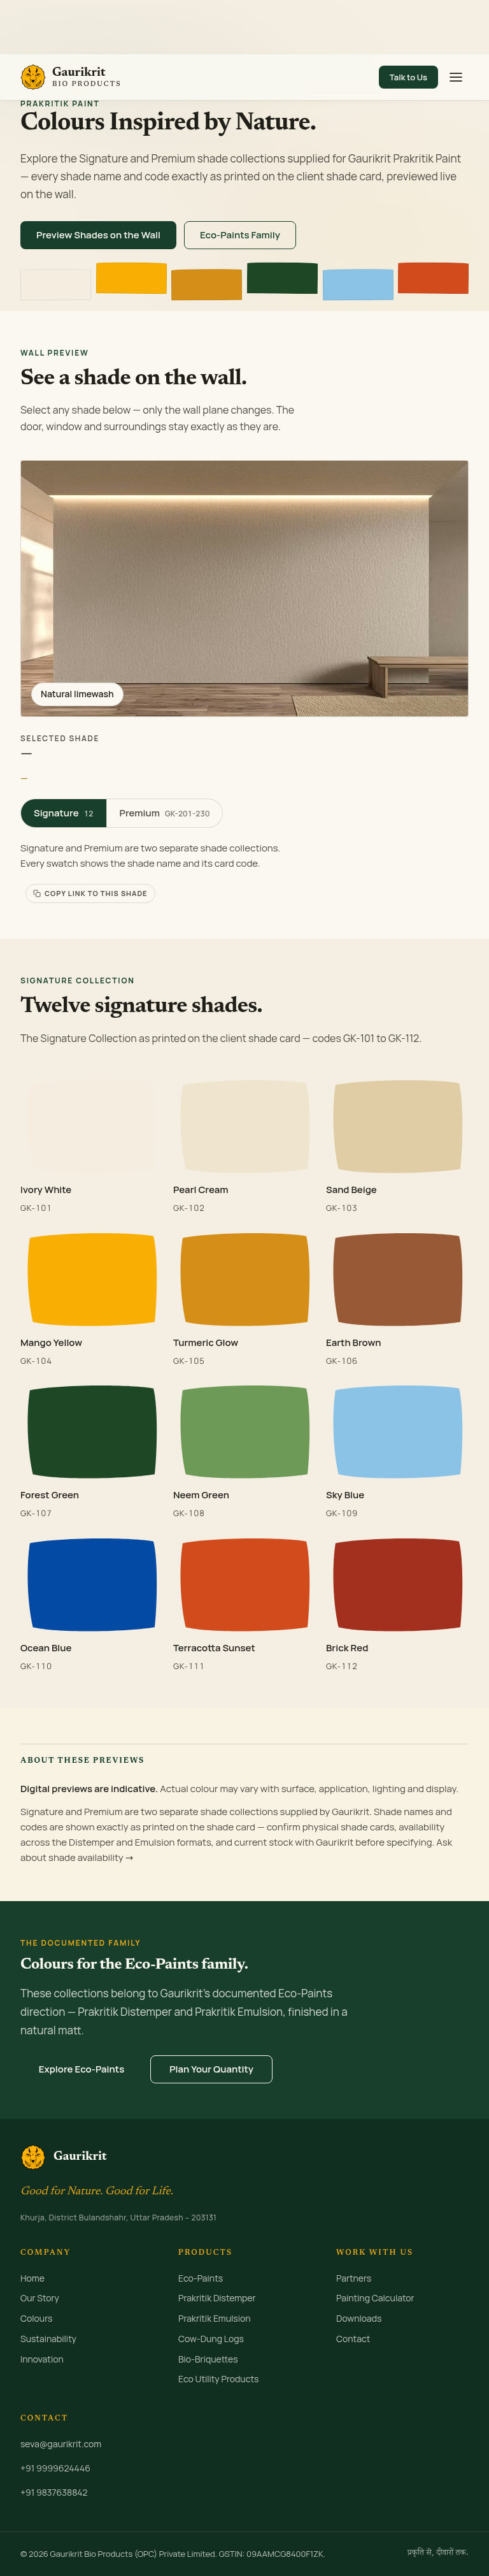 Gaurikrit
BIO PRODUCTS
Talk to Us
PRAKRITIK PAINT
Colours Inspired by Nature.
Explore the Signature and Premium shade collections supplied for Gaurikrit Prakritik Paint
— every shade name and code exactly as printed on the client shade card, previewed live
on the wall.
Preview Shades on the Wall
Eco-Paints Family
WALL PREVIEW
See a shade on the wall.
Select any shade below — only the wall plane changes. The
door, window and surroundings stay exactly as they are.
Natural limewash
SELECTED SHADE
—
—
Signature 12
Premium GK-201-230
Signature and Premium are two separate shade collections.
Every swatch shows the shade name and its card code.
COPY LINK TO THIS SHADE
SIGNATURE COLLECTION
Twelve signature shades.
The Signature Collection as printed on the client shade card — codes GK-101 to GK-112.
Ivory White
GK-101
Pearl Cream
GK-102
Sand Beige
GK-103
Mango Yellow
GK-104
Turmeric Glow
GK-105
Earth Brown
GK-106
Forest Green
GK-107
Neem Green
GK-108
Sky Blue
GK-109
Ocean Blue
GK-110
Terracotta Sunset
GK-111
Brick Red
GK-112
ABOUT THESE PREVIEWS
Digital previews are indicative. Actual colour may vary with surface, application, lighting and display.
Signature and Premium are two separate shade collections supplied by Gaurikrit. Shade names and
codes are shown exactly as printed on the shade card — confirm physical shade cards, availability
across the Distemper and Emulsion formats, and current stock with Gaurikrit before specifying. Ask
about shade availability →
THE DOCUMENTED FAMILY
Colours for the Eco-Paints family.
These collections belong to Gaurikrit's documented Eco-Paints
direction — Prakritik Distemper and Prakritik Emulsion, finished in a
natural matt.
Explore Eco-Paints
Plan Your Quantity
Gaurikrit
Good for Nature. Good for Life.
Khurja, District Bulandshahr, Uttar Pradesh – 203131
COMPANY
Home
Our Story
Colours
Sustainability
Innovation
PRODUCTS
Eco-Paints
Prakritik Distemper
Prakritik Emulsion
Cow-Dung Logs
Bio-Briquettes
Eco Utility Products
WORK WITH US
Partners
Painting Calculator
Downloads
Contact
CONTACT
seva@gaurikrit.com
+91 9999624446
+91 9837638842
© 2026 Gaurikrit Bio Products (OPC) Private Limited. GSTIN: 09AAMCG8400F1ZK.
प्रकृति से, दीवारों तक.